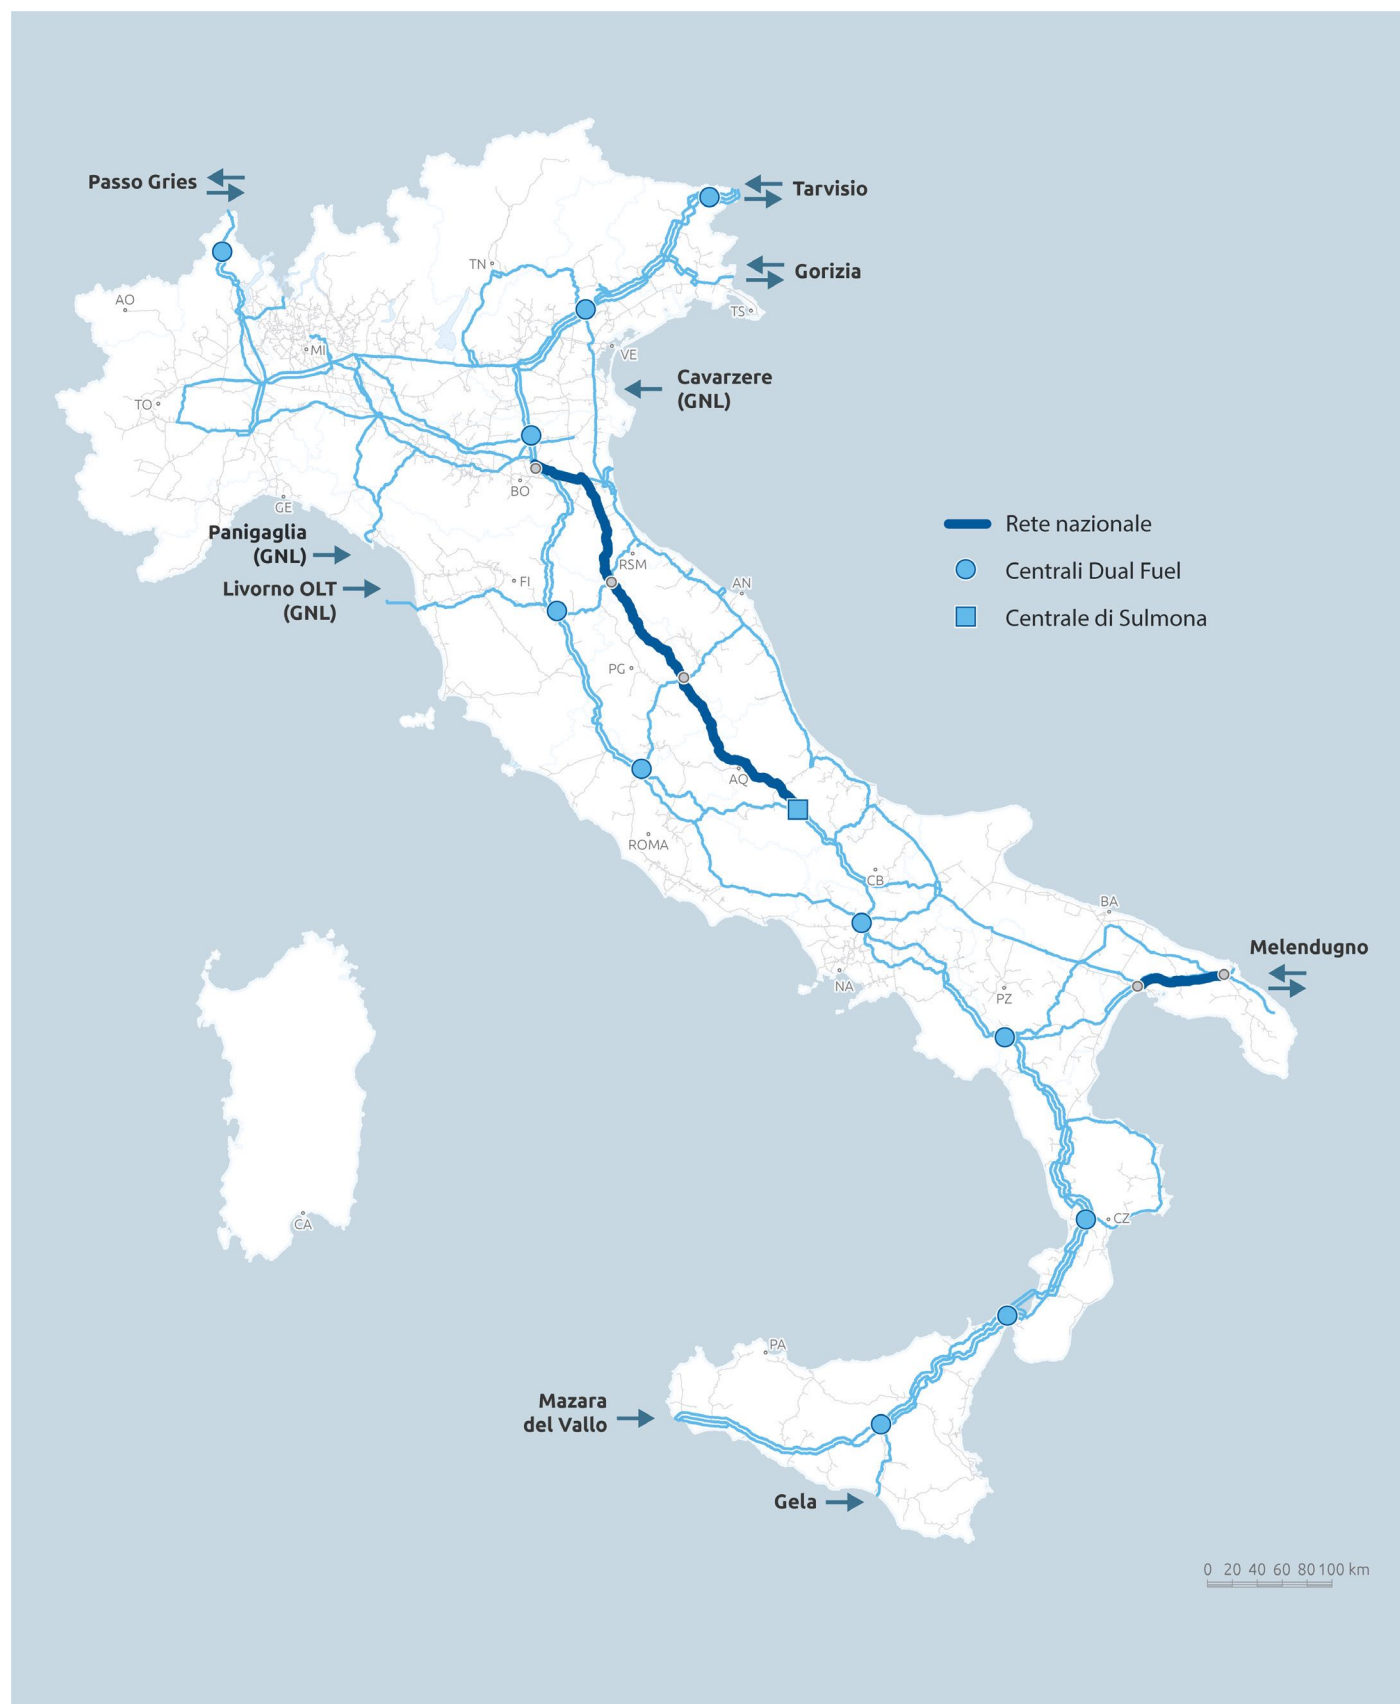 Passo Gries
Tarvisio
TN
Gorizia
AO
TS
MI
VE
Cavarzere
(GNL)
TO
BO
GE
Rete nazionale
Panigaglia
(GNL)
RSM
Centrali Dual Fuel
FI
AN
Livorno OLT
(GNL)
Centrale di Sulmona
PG
AQ
ROMA
CB
BA
Melendugno
NA
PZ
CZ
CA
PA
Mazara
del Vallo
Gela
0 20 40 60 80 100 km